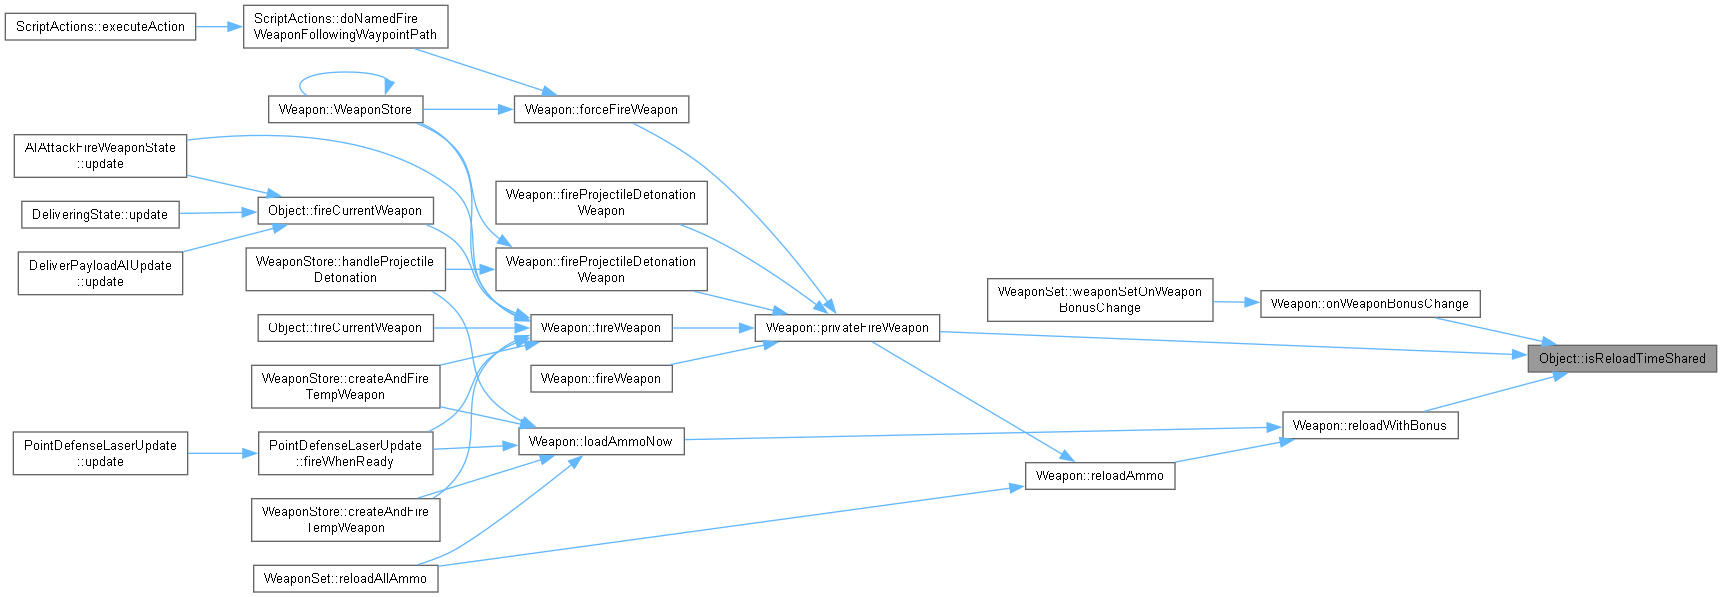 ScriptActions::executeAction
ScriptActions::doNamedFire
WeaponFollowingWaypointPath
Weapon::WeaponStore
Weapon::forceFireWeapon
AIAttackFireWeaponState
::update
DeliveringState::update
DeliverPayloadAIUpdate
::update
Object::fireCurrentWeapon
WeaponStore::handleProjectile
Detonation
Object::fireCurrentWeapon
WeaponStore::createAndFire
TempWeapon
PointDefenseLaserUpdate
::update
PointDefenseLaserUpdate
::fireWhenReady
WeaponStore::createAndFire
TempWeapon
WeaponSet::reloadAllAmmo
Weapon::fireProjectileDetonation
Weapon
Weapon::fireProjectileDetonation
Weapon
Weapon::fireWeapon
Weapon::fireWeapon
Weapon::loadAmmoNow
Weapon::privateFireWeapon
WeaponSet::weaponSetOnWeapon
BonusChange
Weapon::onWeaponBonusChange
Object::isReloadTimeShared
Weapon::reloadWithBonus
Weapon::reloadAmmo